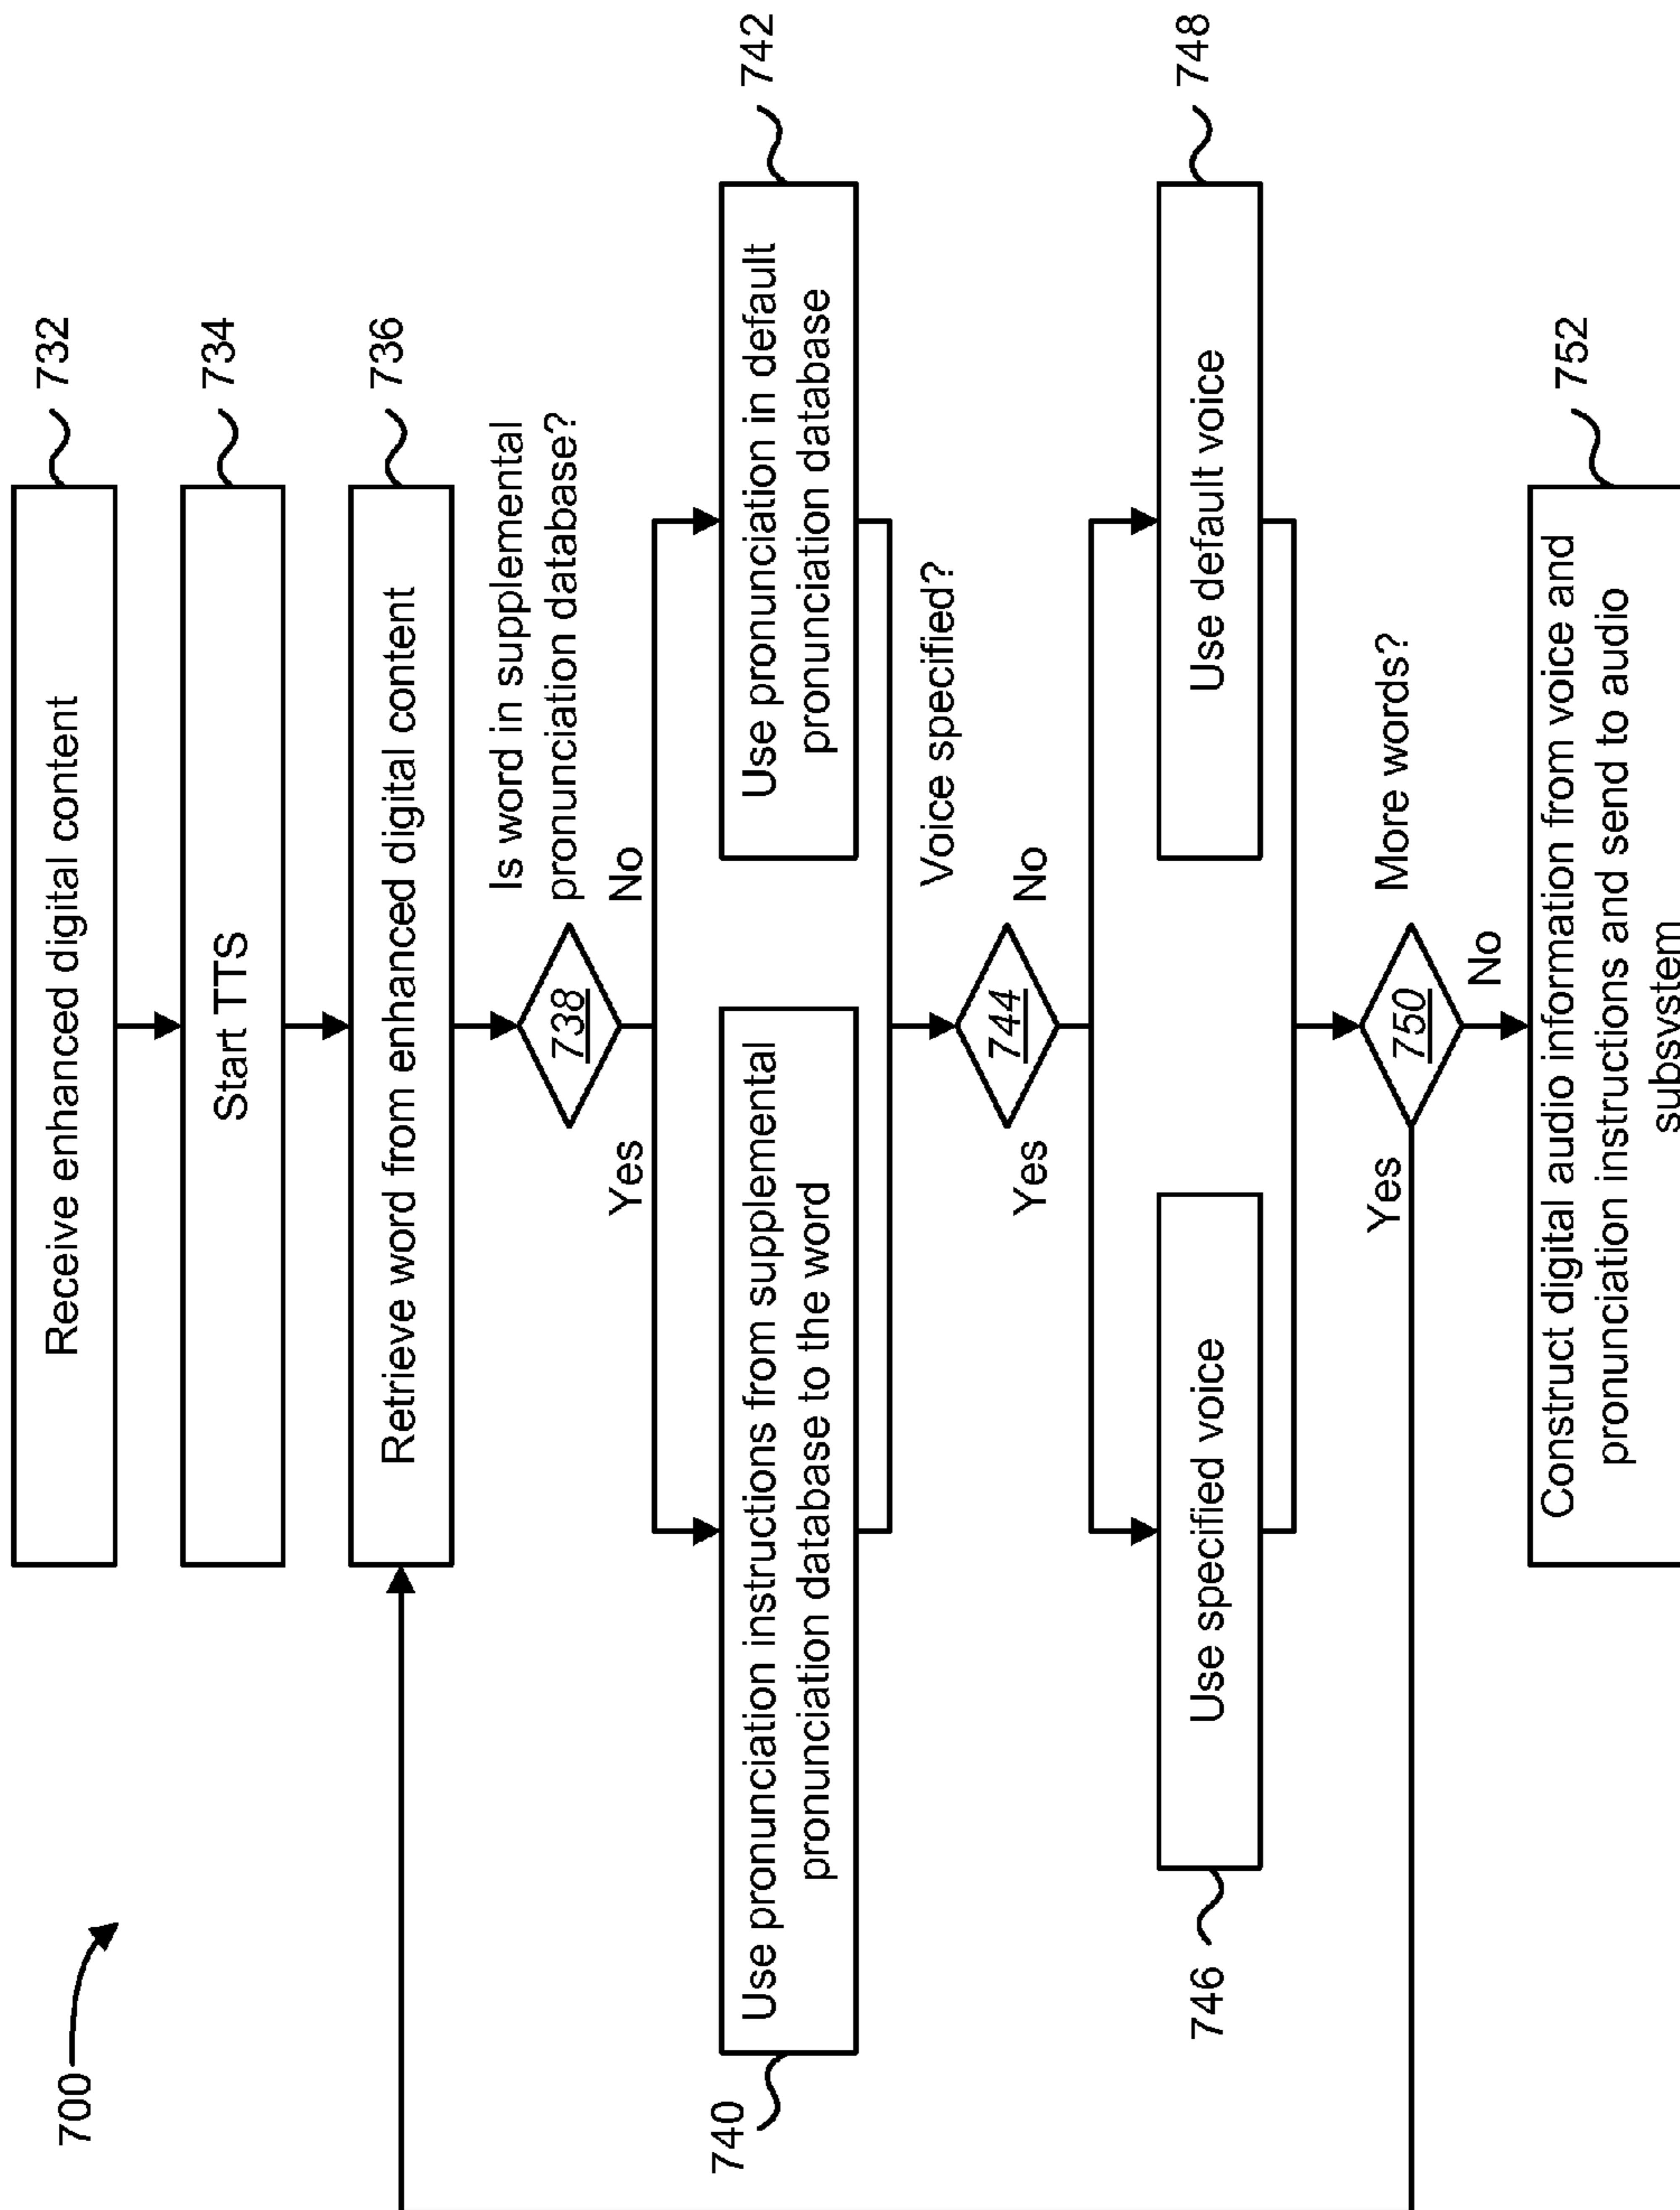 700
Receive enhanced digital content
732
Start TTS
734
Retrieve word from enhanced digital content
736
Is word in supplemental
pronunciation database?
738
Yes
No
Use pronunciation instructions from supplemental
pronunciation database to the word
740
Use pronunciation in default
pronunciation database
742
Voice specified?
744
Yes
No
Use specified voice
746
Use default voice
748
More words?
750
Yes
No
Construct digital audio information from voice and
pronunciation instructions and send to audio
subsystem
752